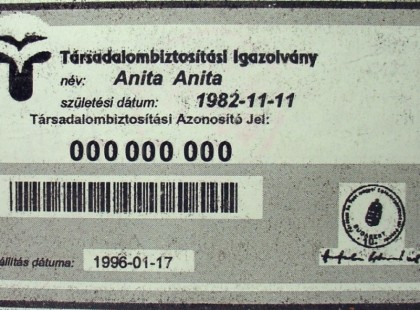 Társadalombiztosítási Igazolvány
név: Anita Anita
születési dátum: 1982-11-11
Társadalombiztosítási Azonosító Jel:
000 000 000
BUDAPEST
állítás dátuma: 1996-01-17